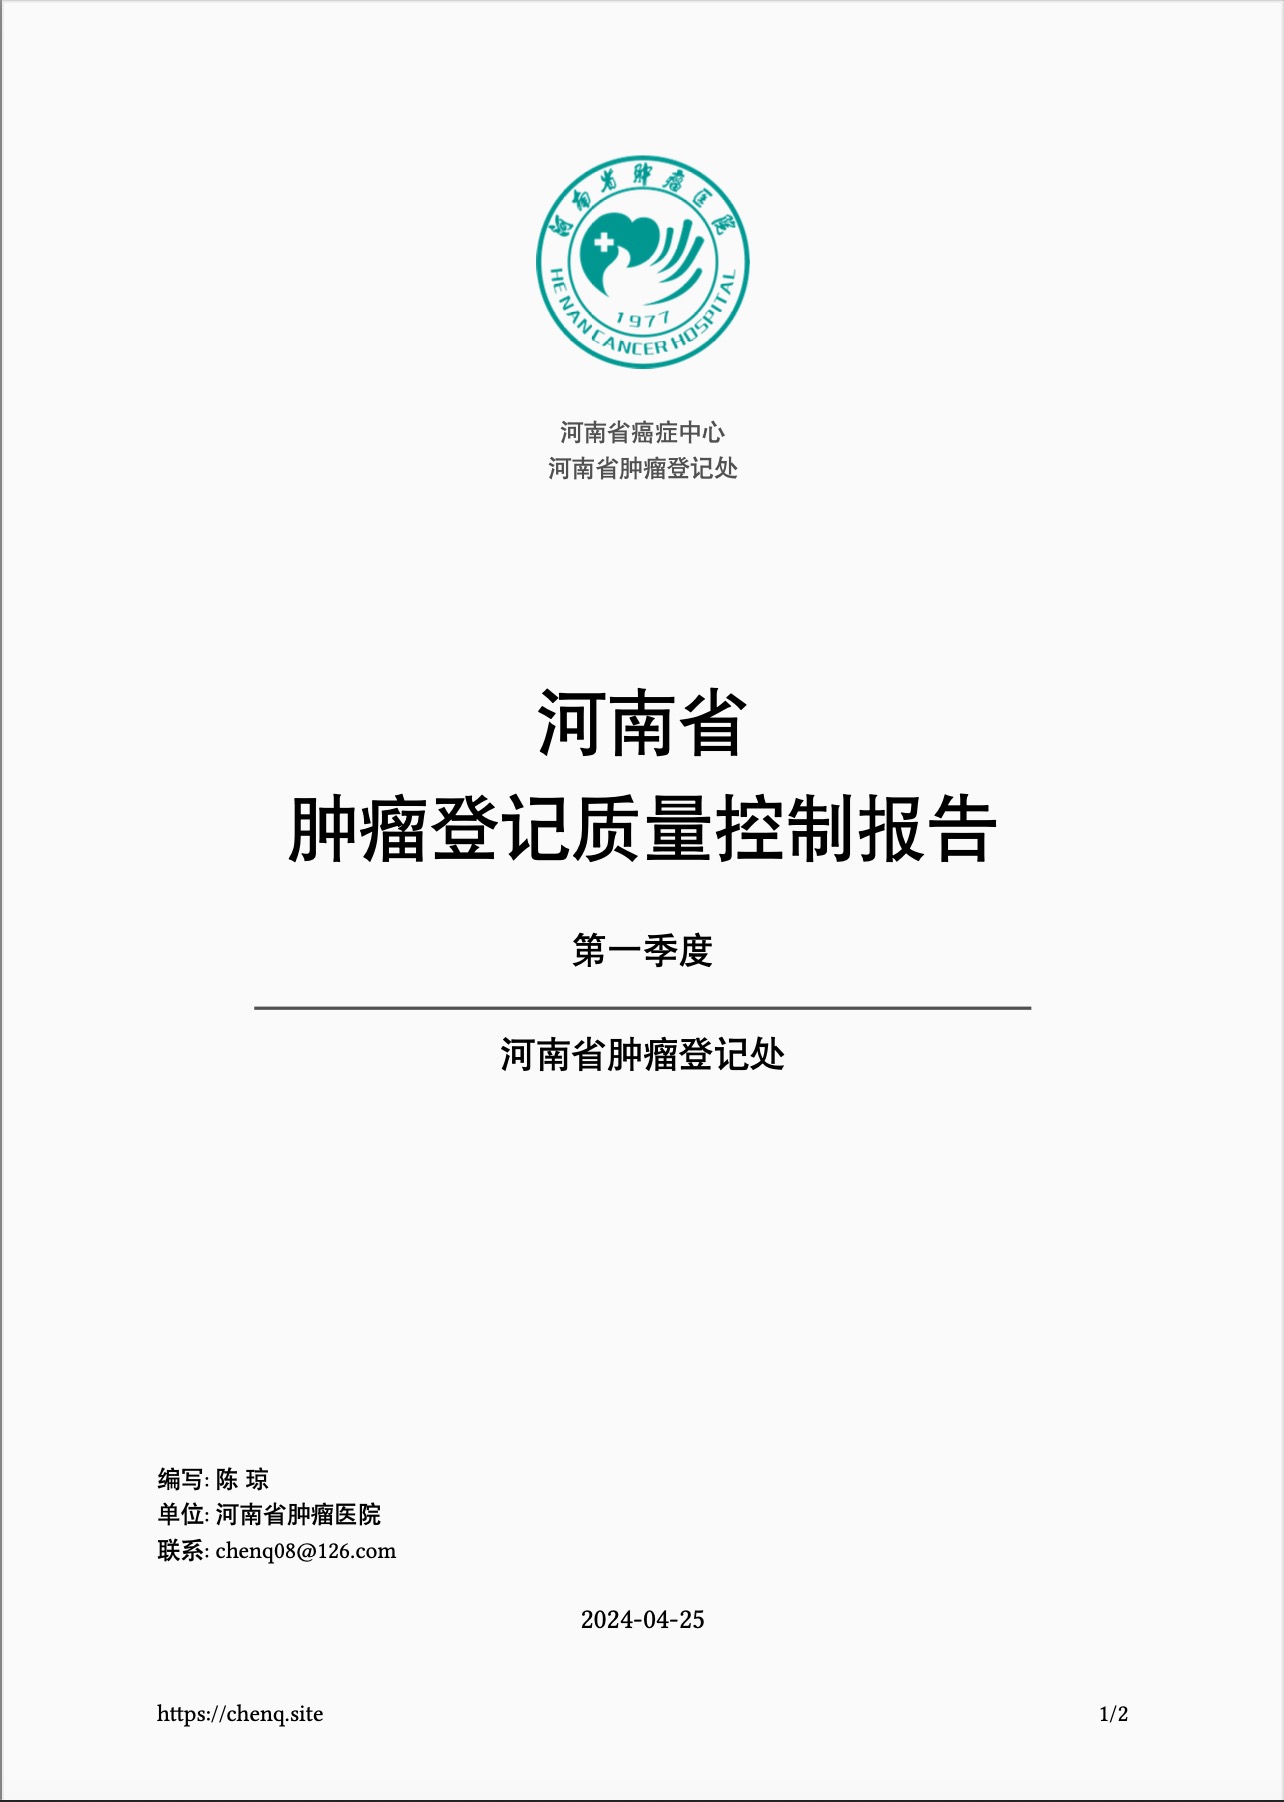 河南省肿瘤医院
HE NAN CANCER HOSPITAL
1977
河南省癌症中心
河南省肿瘤登记处
河南省
肿瘤登记质量控制报告
第一季度
河南省肿瘤登记处
编写: 陈 琼
单位: 河南省肿瘤医院
联系: chenq08@126.com
2024-04-25
https://chenq.site
1/2